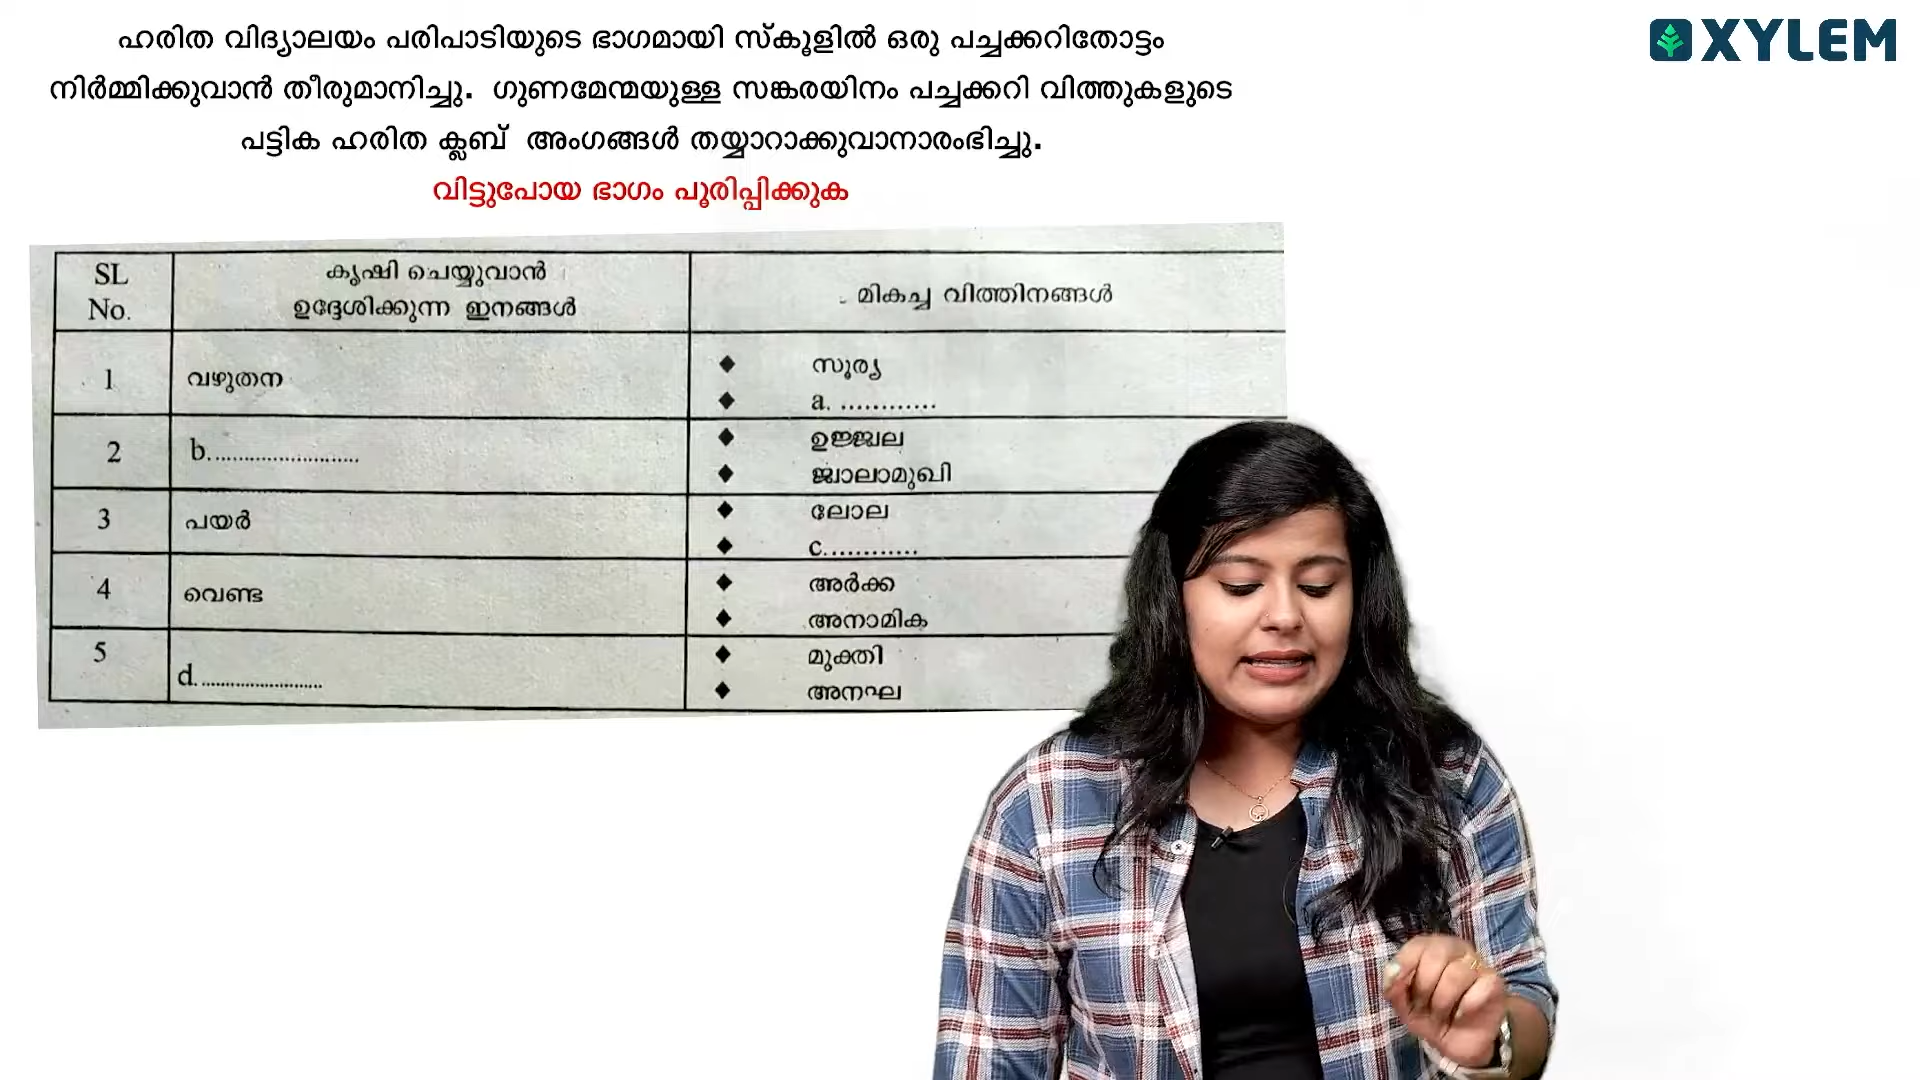 ഹരിത വിദ്യാലയം പരിപാടിയുടെ ഭാഗമായി സ്കൂളിൽ ഒരു പച്ചക്കറിതോട്ടം
നിർമ്മിക്കുവാൻ തീരുമാനിച്ചു. ഗുണമേന്മയുള്ള സങ്കരയിനം പച്ചക്കറി വിത്തുകളുടെ
പട്ടിക ഹരിത ക്ലബ് അംഗങ്ങൾ തയ്യാറാക്കുവാനാരംഭിച്ചു.
വിട്ടുപോയ ഭാഗം പൂരിപ്പിക്കുക
XYLEM
SL No.
കൃഷി ചെയ്യുവാൻ
ഉദ്ദേശിക്കുന്ന ഇനങ്ങൾ
മികച്ച വിത്തിനങ്ങൾ
1
വഴുതന
♦ സൂര്യ
♦ a. ............
2
b.........................
♦ ഉജ്ജ്വല
♦ ജ്വാലാമുഖി
3
പയർ
♦ ലോല
♦ c.............
4
വെണ്ട
♦ അർക്ക
♦ അനാമിക
5
d.........................
♦ മുക്തി
♦ അനഘ